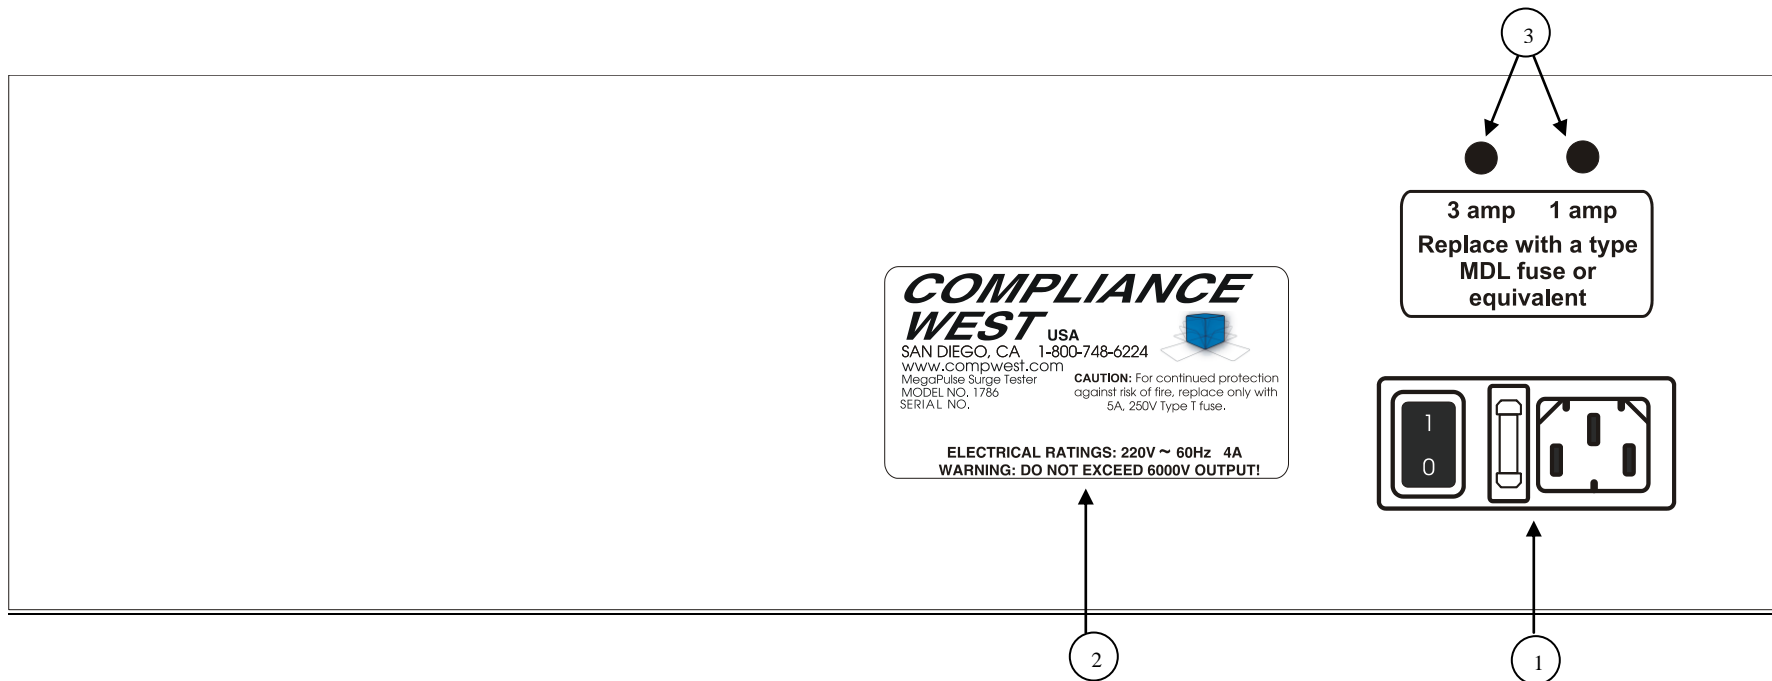 3
3 amp 1 amp
Replace with a type
MDL fuse or
equivalent
COMPLIANCE
WEST USA
SAN DIEGO, CA 1-800-748-6224
www.compwest.com
MegaPulse Surge Tester
MODEL NO. 1786
SERIAL NO.
CAUTION: For continued protection
against risk of fire, replace only with
5A, 250V Type T fuse.
ELECTRICAL RATINGS: 220V ~ 60Hz 4A
WARNING: DO NOT EXCEED 6000V OUTPUT!
1
0
2
1